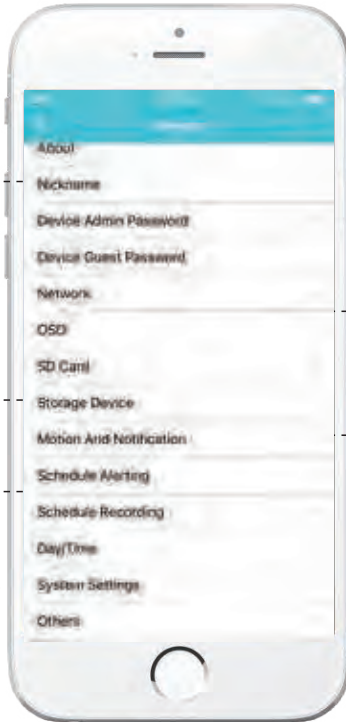 About
Nickname
Device Admin Password
Device Guest Password
Network
OSD
SD Card
Storage Device
Motion And Notification
Schedule Alerting
Schedule Recording
Day/Time
System Settings
Others